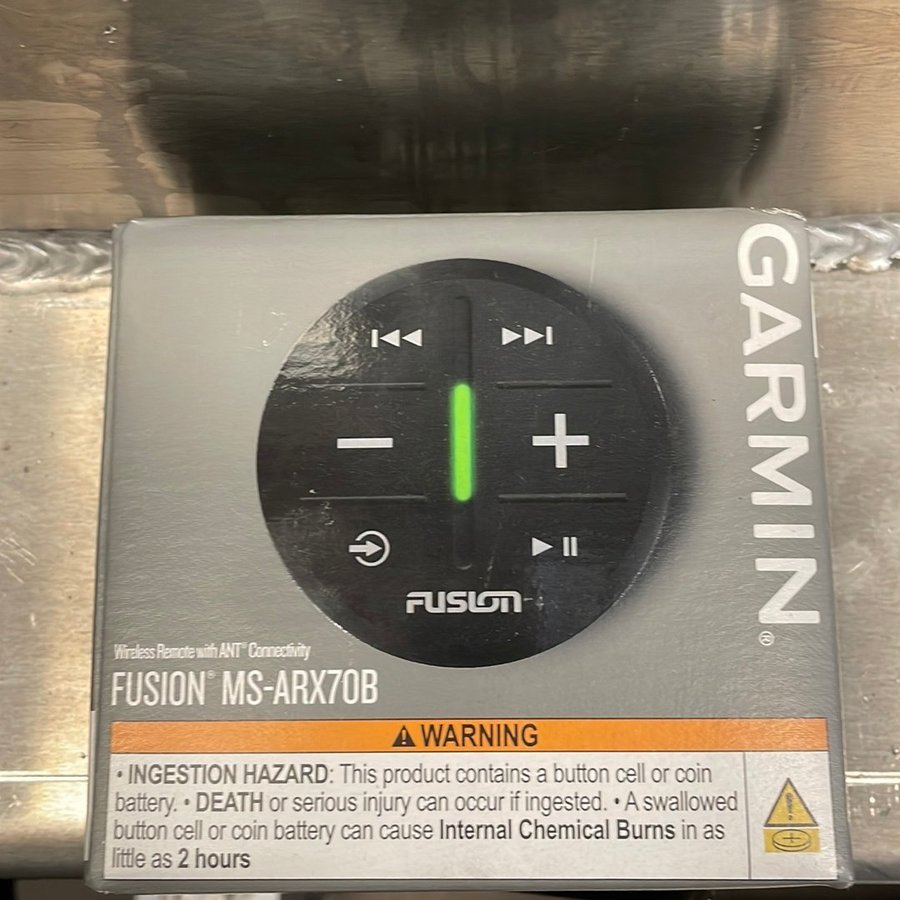 GARMIN®
FUSION
Wireless Remote with ANT® Connectivity
FUSION® MS-ARX70B
WARNING
• INGESTION HAZARD: This product contains a button cell or coin
battery. • DEATH or serious injury can occur if ingested. • A swallowed
button cell or coin battery can cause Internal Chemical Burns in as
little as 2 hours